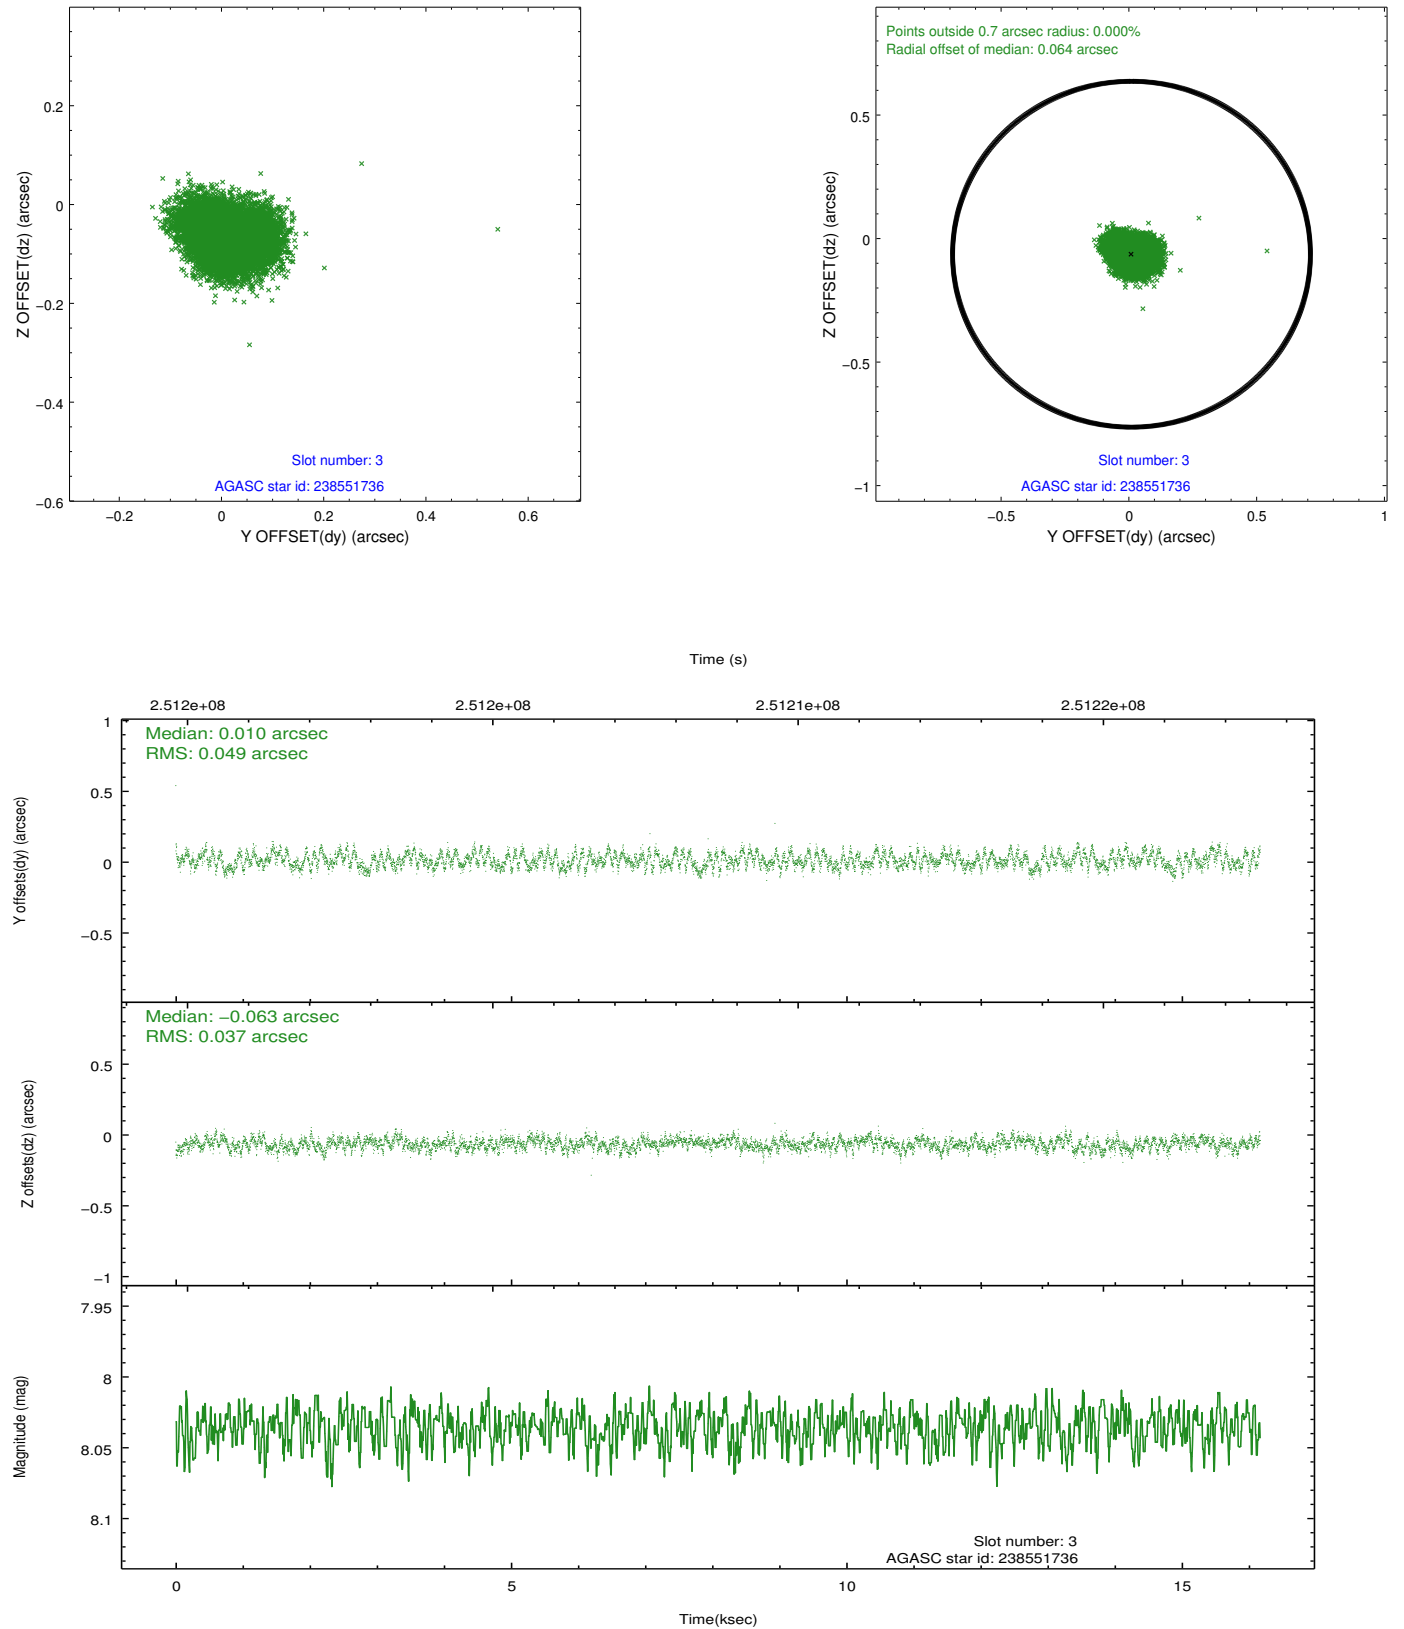 0.2
0
−0.2
−0.4
−0.6
−0.2
0
0.2
0.4
0.6
Z OFFSET(dz) (arcsec)
Y OFFSET(dy) (arcsec)
Slot number: 3
AGASC star id: 238551736
Points outside 0.7 arcsec radius: 0.000%
Radial offset of median: 0.064 arcsec
0.5
0
−0.5
−1
−0.5
0
0.5
1
Z OFFSET(dz) (arcsec)
Y OFFSET(dy) (arcsec)
Slot number: 3
AGASC star id: 238551736
Time (s)
2.512e+08
2.512e+08
2.5121e+08
2.5122e+08
Median: 0.010 arcsec
RMS: 0.049 arcsec
1
0.5
0
−0.5
Y offsets(dy) (arcsec)
Median: −0.063 arcsec
RMS: 0.037 arcsec
0.5
0
−0.5
−1
Z offsets(dz) (arcsec)
7.95
8
8.05
8.1
Magnitude (mag)
Slot number: 3
AGASC star id: 238551736
0
5
10
15
Time(ksec)